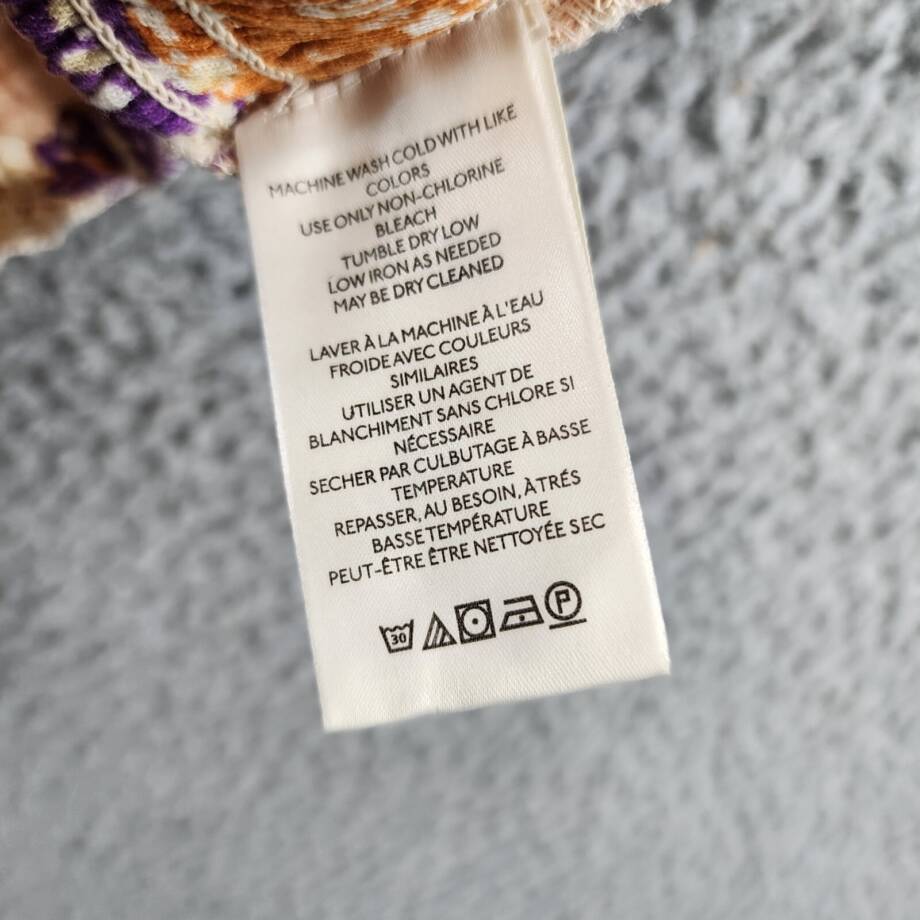 MACHINE WASH COLD WITH LIKE
COLORS
USE ONLY NON-CHLORINE
BLEACH
TUMBLE DRY LOW
LOW IRON AS NEEDED
MAY BE DRY CLEANED
LAVER À LA MACHINE À L'EAU
FROIDE AVEC COULEURS
SIMILAIRES
UTILISER UN AGENT DE
BLANCHIMENT SANS CHLORE SI
NÉCESSAIRE
SECHER PAR CULBUTAGE À BASSE
TEMPERATURE
REPASSER, AU BESOIN, À TRÉS
BASSE TEMPÉRATURE
PEUT-ÊTRE ÊTRE NETTOYÉE SEC
30 P